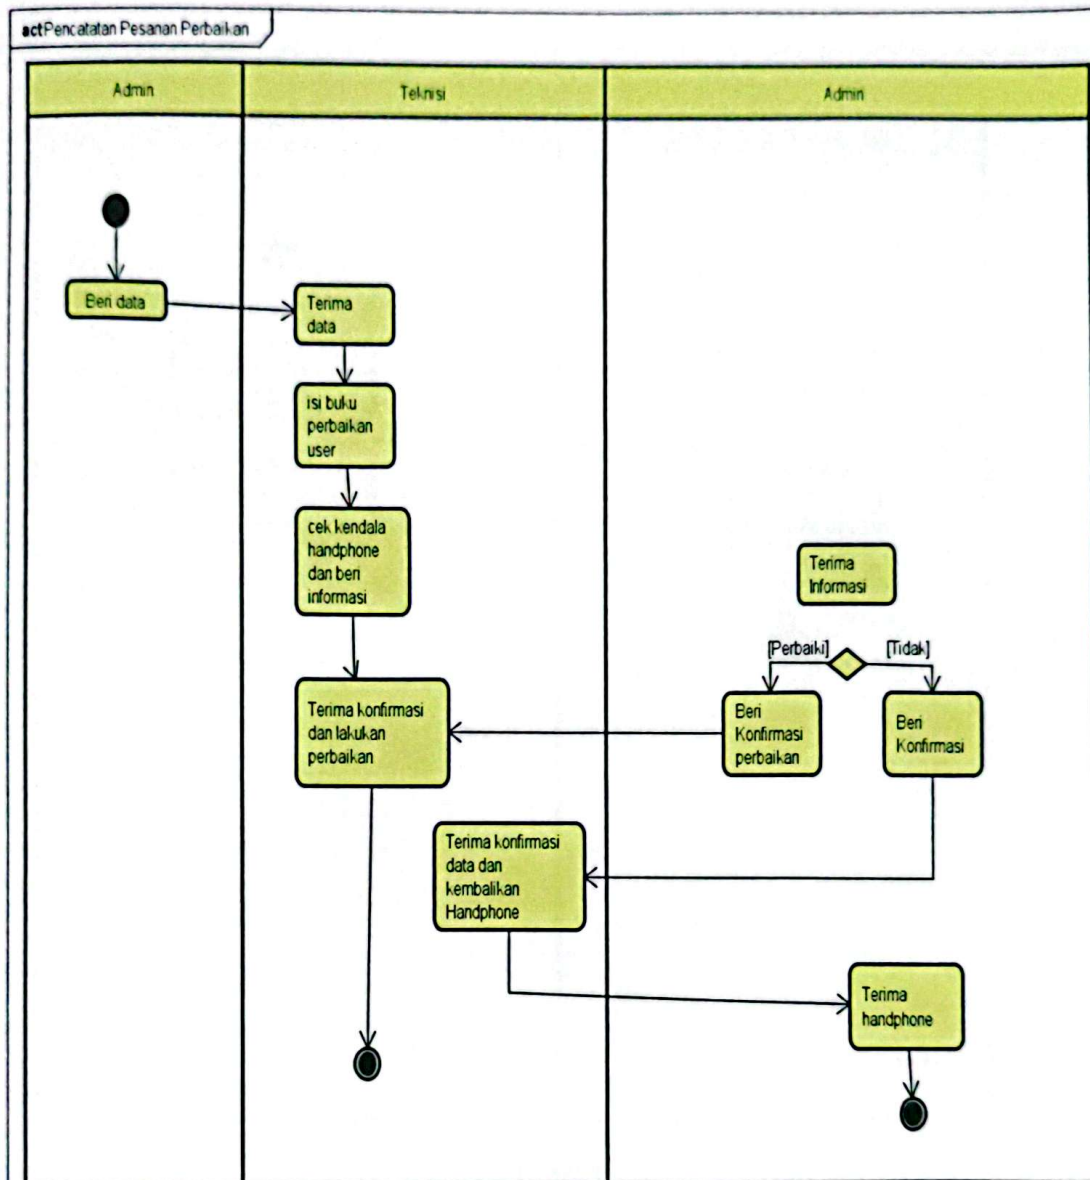 act Pencatatan Pesanan Perbaikan
Admin
Teknisi
Admin
Beri data
Terima
data
isi buku
perbaikan
user
cek kendala
handphone
dan beri
informasi
Terima
Informasi
[Perbaiki]
[Tidak]
Terima konfirmasi
dan lakukan
perbaikan
Beri
Konfirmasi
perbaikan
Beri
Konfirmasi
Terima konfirmasi
data dan
kembalikan
Handphone
Terima
handphone